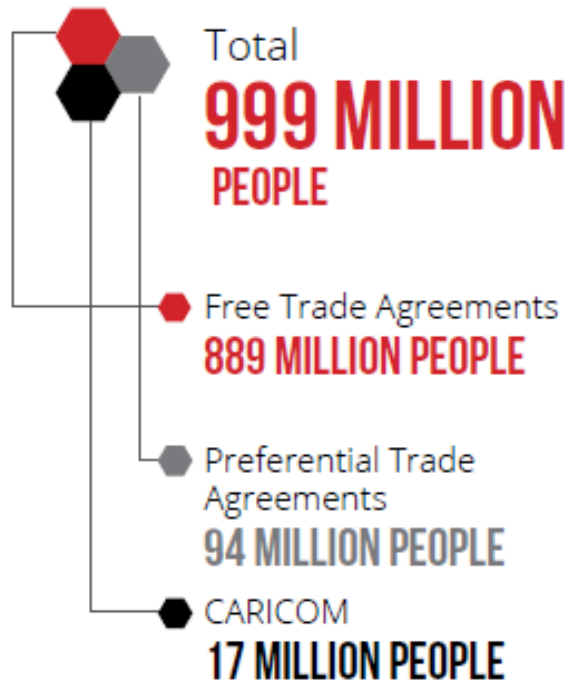 Total
999 MILLION
PEOPLE
Free Trade Agreements
889 MILLION PEOPLE
Preferential Trade
Agreements
94 MILLION PEOPLE
CARICOM
17 MILLION PEOPLE